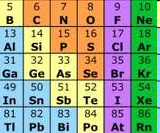 5 6 7 8 9 10
B C N O F Ne
13 14 15 16 17 18
Al Si P S Cl Ar
31 32 33 34 35 36
Ga Ge As Se Br Kr
49 50 51 52 53 54
In Sn Sb Te I Xe
81 82 83 84 85 86
Tl Pb Bi Po At Rn